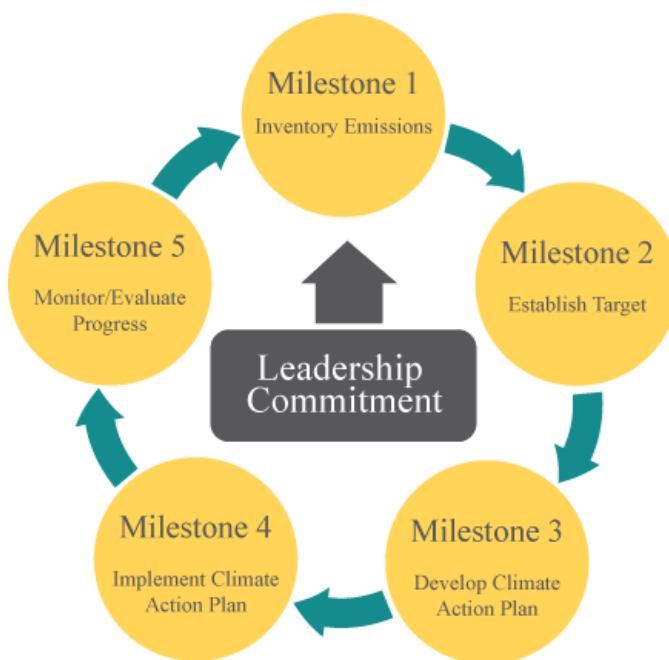 Milestone 1
Inventory Emissions
Milestone 2
Establish Target
Milestone 3
Develop Climate
Action Plan
Milestone 4
Implement Climate
Action Plan
Milestone 5
Monitor/Evaluate
Progress
Leadership
Commitment